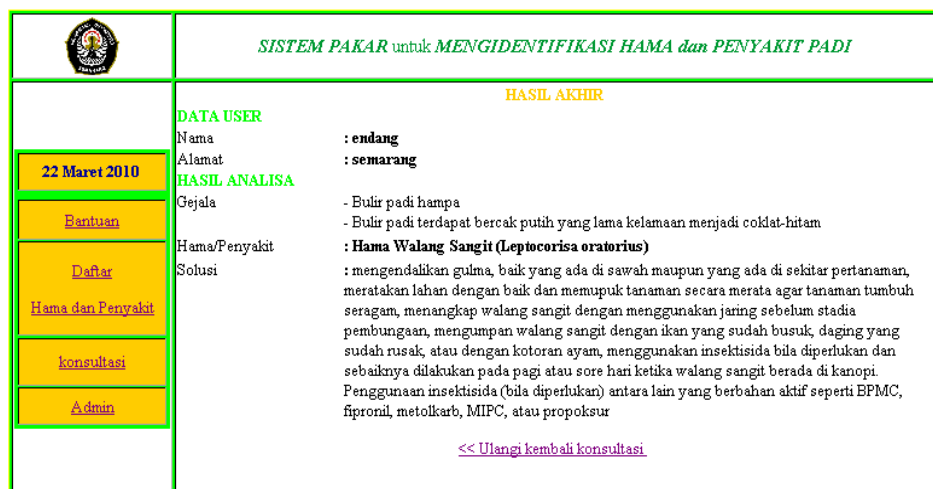 SISTEM PAKAR untuk MENGIDENTIFIKASI HAMA dan PENYAKIT PADI
22 Maret 2010
Bantuan
Daftar
Hama dan Penyakit
konsultasi
Admin
HASIL AKHIR
DATA USER
Nama : endang
Alamat : semarang
HASIL ANALISA
Gejala - Bulir padi hampa
- Bulir padi terdapat bercak putih yang lama kelamaan menjadi coklat-hitam
Hama/Penyakit : Hama Walang Sangit (Leptocorisa oratorius)
Solusi : mengendalikan gulma, baik yang ada di sawah maupun yang ada di sekitar pertanaman,
meratakan lahan dengan baik dan memupuk tanaman secara merata agar tanaman tumbuh
seragam, menangkap walang sangit dengan menggunakan jaring sebelum stadia
pembungaan, mengumpan walang sangit dengan ikan yang sudah busuk, daging yang
sudah rusak, atau dengan kotoran ayam, menggunakan insektisida bila diperlukan dan
sebaiknya dilakukan pada pagi atau sore hari ketika walang sangit berada di kanopi.
Penggunaan insektisida (bila diperlukan) antara lain yang berbahan aktif seperti BPMC,
fipronil, metolkarb, MIPC, atau propoksur
<< Ulangi kembali konsultasi